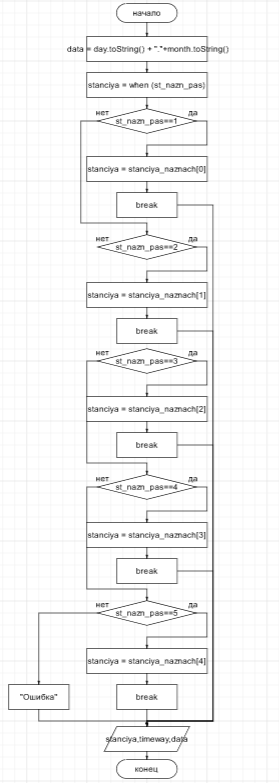 начало
data = day.toString() + "."+month.toString()
stanciya = when (st_nazn_pas)
нет да
st_nazn_pas==1
stanciya = stanciya_naznach[0]
break
нет да
st_nazn_pas==2
stanciya = stanciya_naznach[1]
break
нет да
st_nazn_pas==3
stanciya = stanciya_naznach[2]
break
нет да
st_nazn_pas==4
stanciya = stanciya_naznach[3]
break
нет да
st_nazn_pas==5
stanciya = stanciya_naznach[4]
"Ошибка" break
stanciya,timeway,data
конец